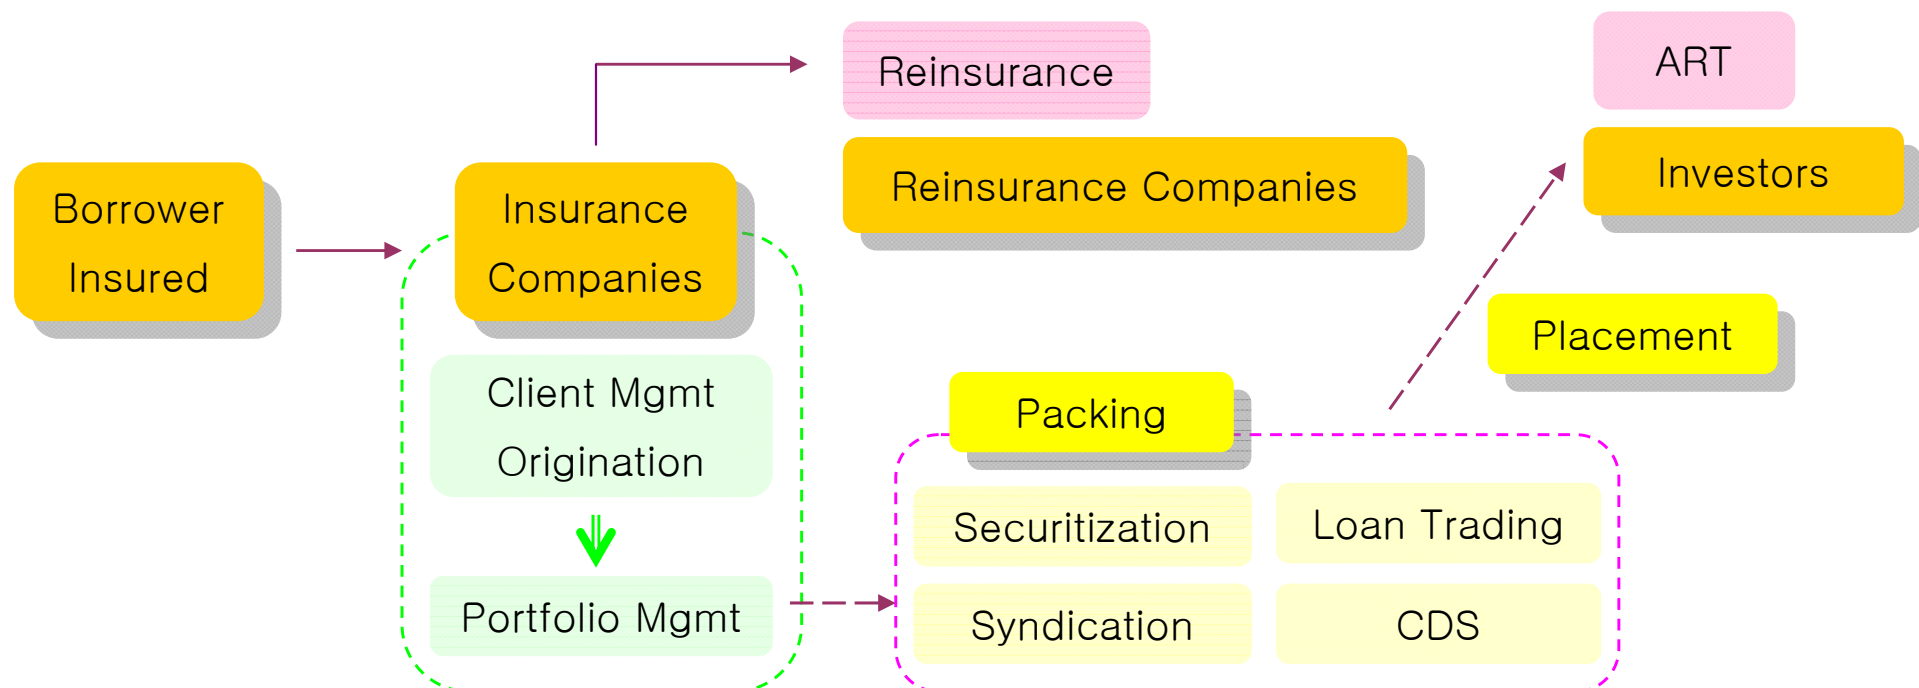 Reinsurance
ART
Reinsurance Companies
Investors
Borrower
Insured
Insurance
Companies
Placement
Client Mgmt
Origination
Packing
Securitization
Loan Trading
Portfolio Mgmt
Syndication
CDS